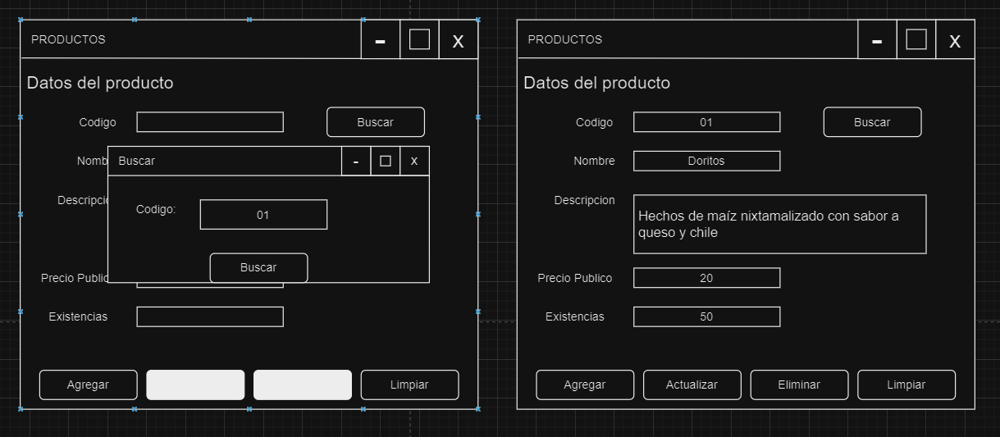 PRODUCTOS
-
X
Datos del producto
Codigo
Buscar
Nomb
Buscar
-
X
Descripcio
Codigo:
01
Buscar
Precio Public
Existencias
Agregar
Limpiar
PRODUCTOS
-
X
Datos del producto
Codigo
01
Buscar
Nombre
Doritos
Descripcion
Hechos de maíz nixtamalizado con sabor a
queso y chile
Precio Publico
20
Existencias
50
Agregar
Actualizar
Eliminar
Limpiar